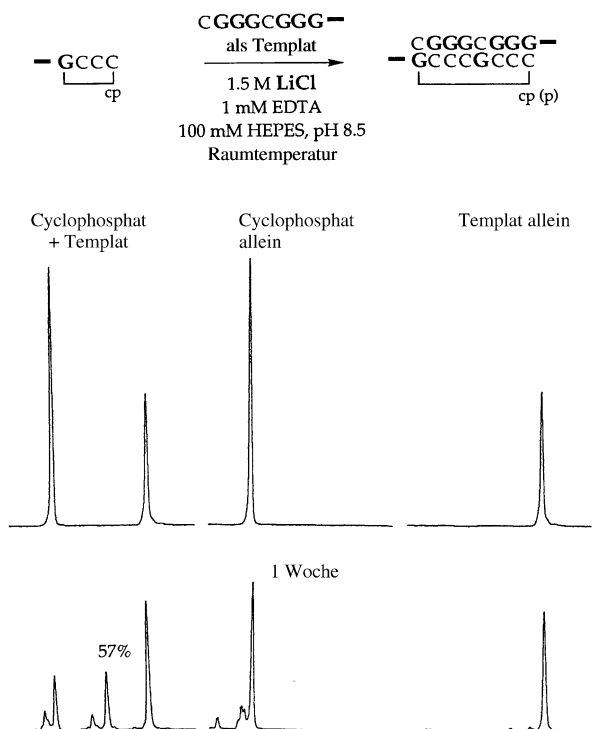 CGGGCGGG–
als Templat
1.5 M LiCl
1 mM EDTA
100 mM HEPES, pH 8.5
Raumtemperatur
–GCCC
cp
CGGGCGGG–
–GCCCGCCC
cp (p)
Cyclophosphat
+ Templat
Cyclophosphat
allein
Templat allein
1 Woche
57%